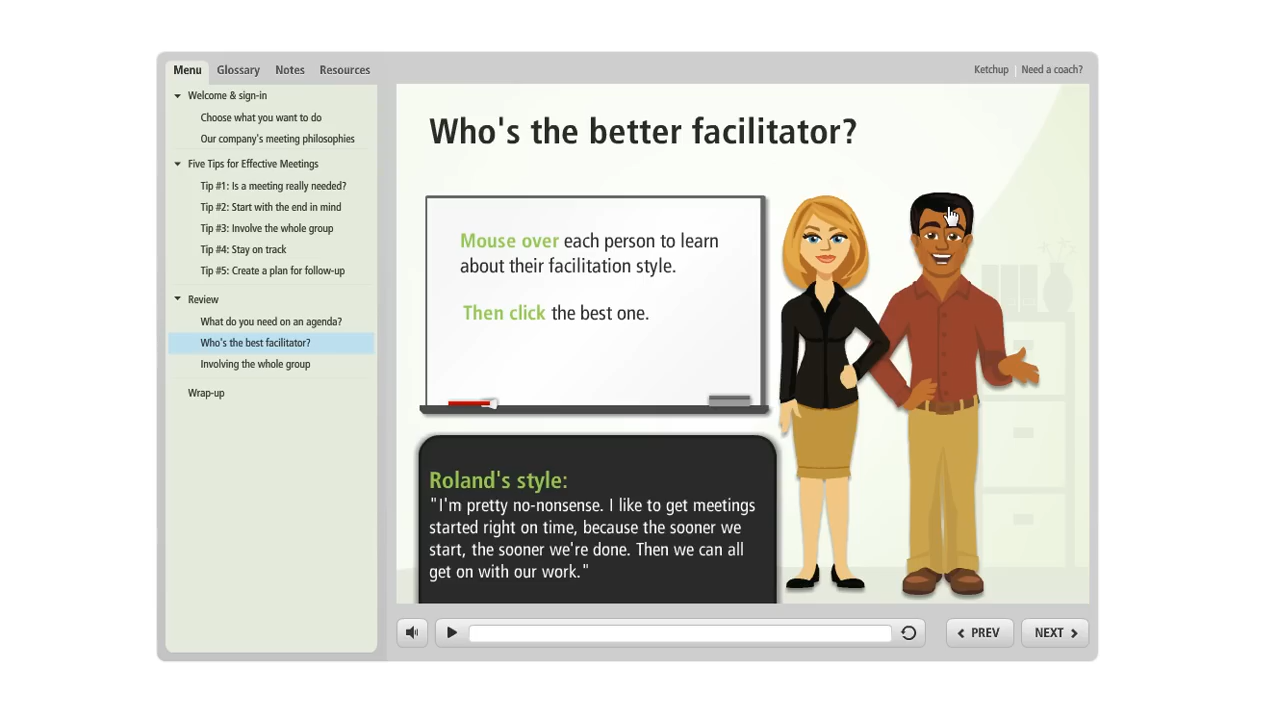 Menu Glossary Notes Resources
Ketchup Need a coach?
Welcome & sign-in
Choose what you want to do
Our company's meeting philosophies
Five Tips for Effective Meetings
Tip #1: Is a meeting really needed?
Tip #2: Start with the end in mind
Tip #3: Involve the whole group
Tip #4: Stay on track
Tip #5: Create a plan for follow-up
Review
What do you need on an agenda?
Who's the best facilitator?
Involving the whole group
Wrap-up
Who's the better facilitator?
Mouse over each person to learn
about their facilitation style.
Then click the best one.
Roland's style:
"I'm pretty no-nonsense. I like to get meetings
started right on time, because the sooner we
start, the sooner we're done. Then we can all
get on with our work."
PREV NEXT